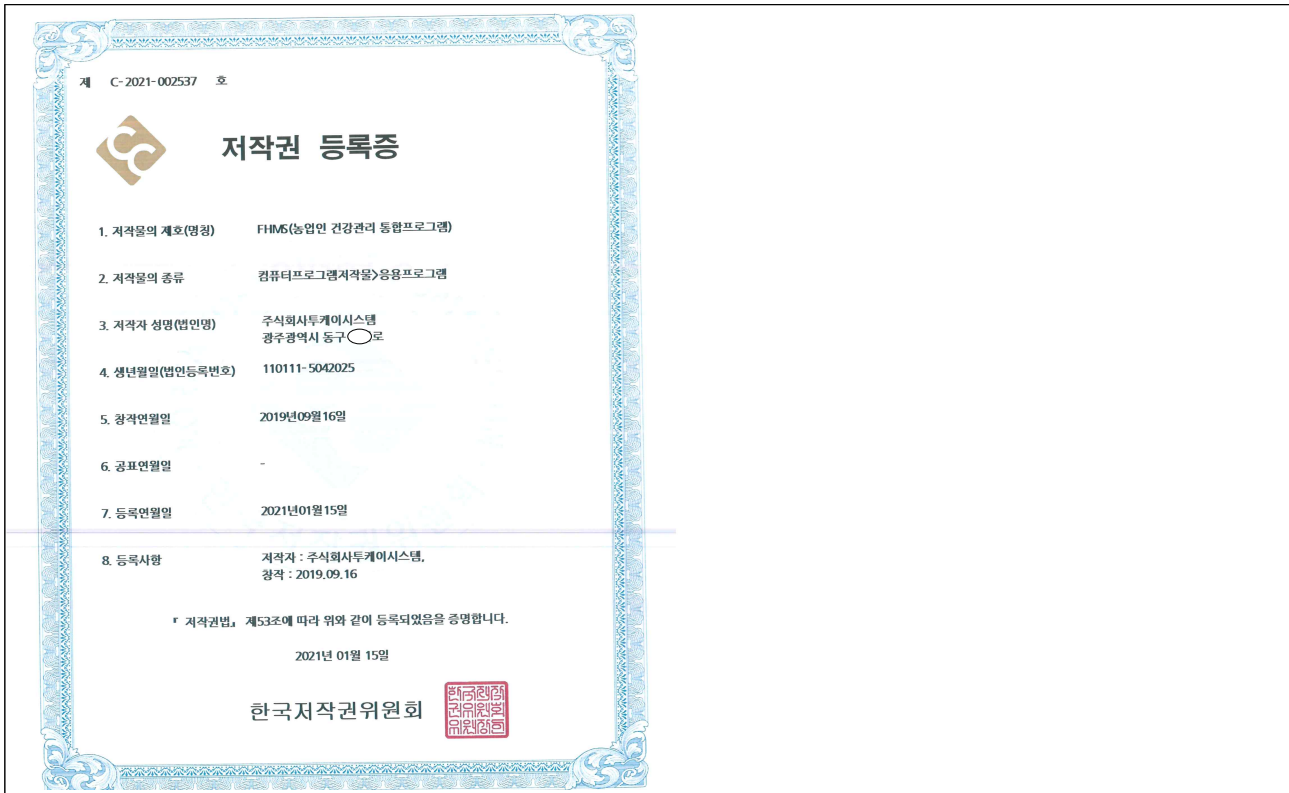 제 C-2021-002537 호
저작권 등록증
1. 저작물의 제호(명칭) FHMS(농업인 건강관리 통합프로그램)
2. 저작물의 종류 컴퓨터프로그램저작물>응용프로그램
3. 저작자 성명(법인명) 주식회사투케이시스템
광주광역시 동구 로
4. 생년월일(법인등록번호) 110111-5042025
5. 창작연월일 2019년09월16일
6. 공표연월일 -
7. 등록연월일 2021년01월15일
8. 등록사항 저작자 : 주식회사투케이시스템,
창작 : 2019.09.16
『 저작권법』 제53조에 따라 위와 같이 등록되었음을 증명합니다.
2021년 01월 15일
한국저작권위원회